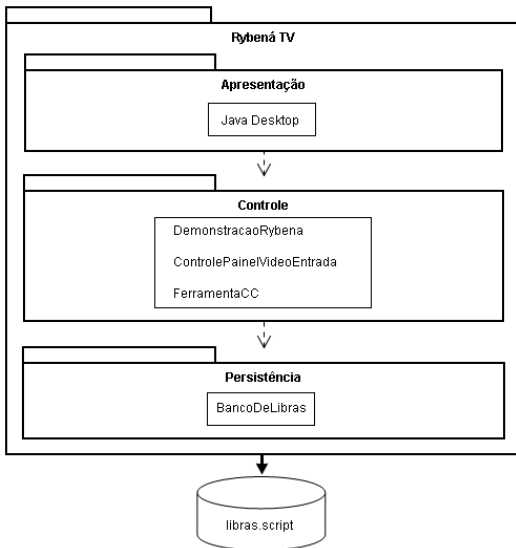 Rybená TV
Apresentação
Java Desktop
Controle
DemonstracaoRybena
ControlePainelVideoEntrada
FerramentaCC
Persistência
BancoDeLibras
libras.script